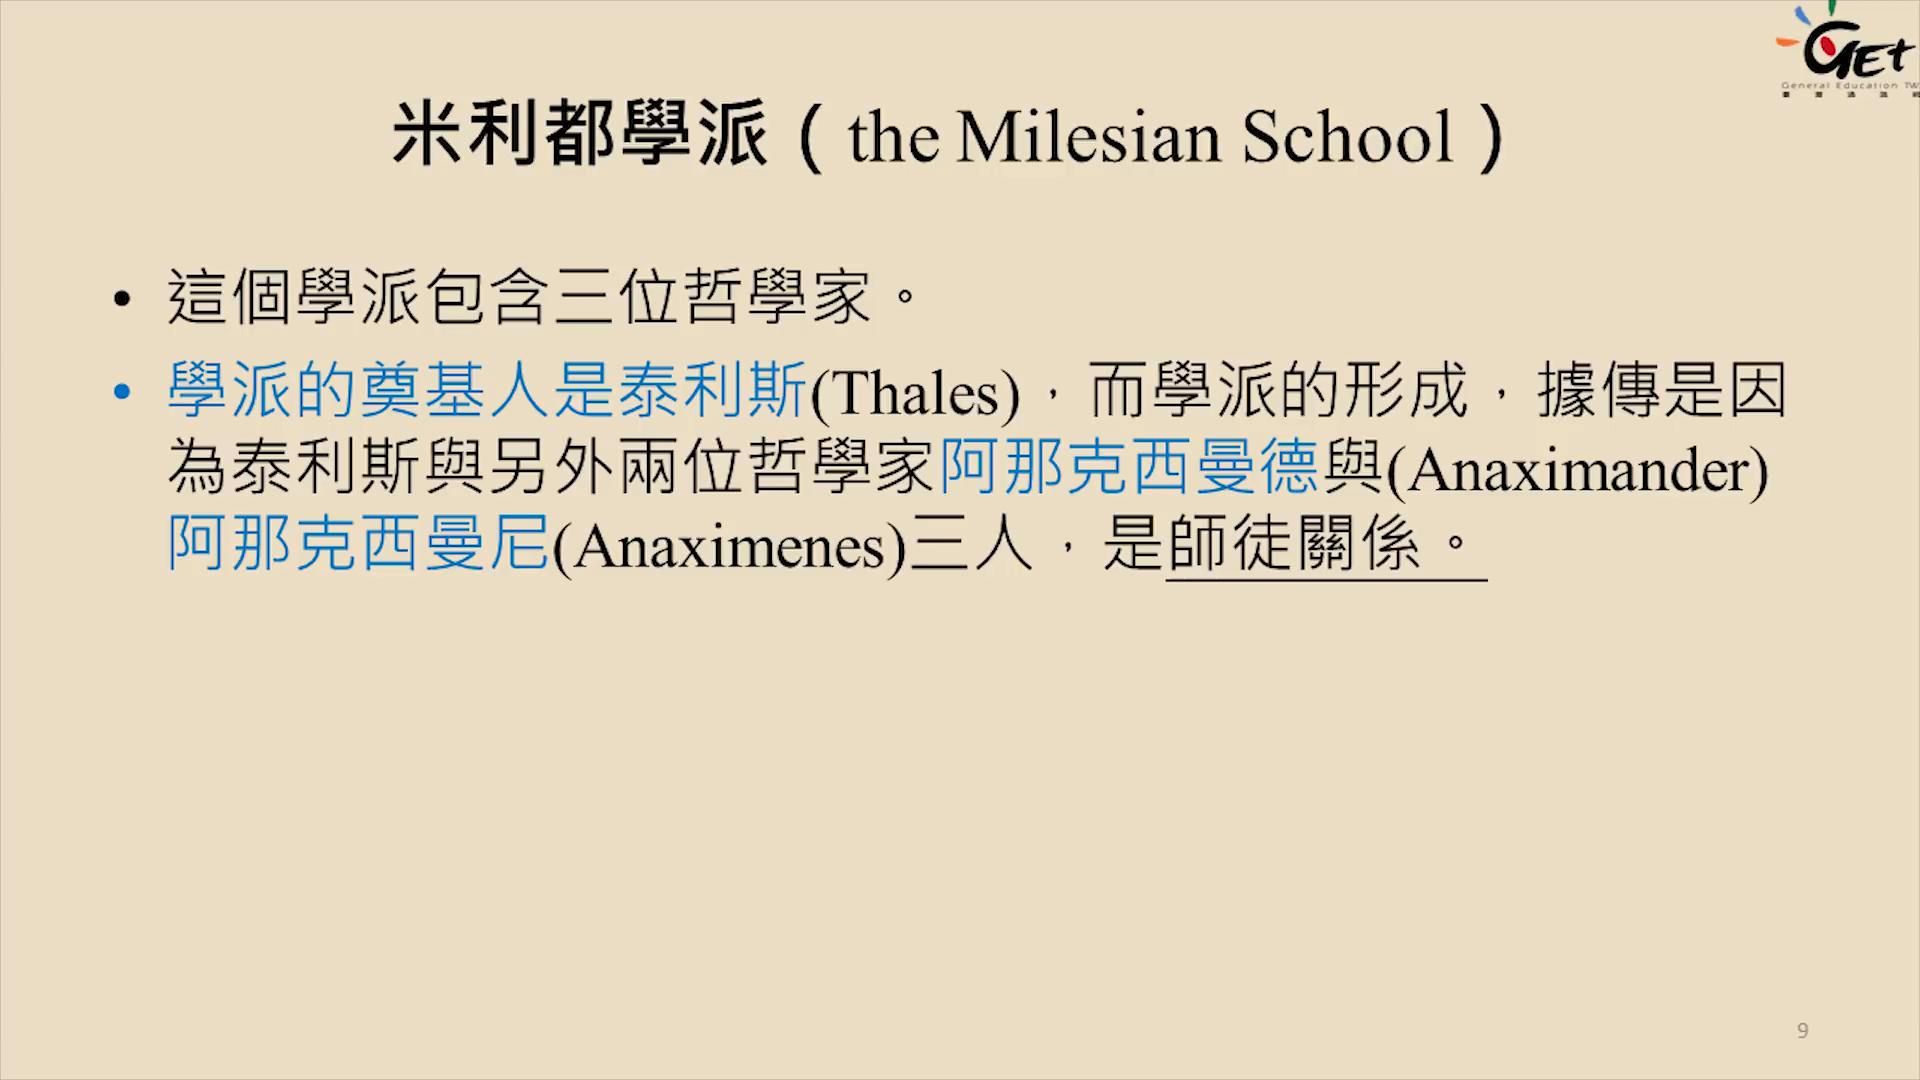 GEt
General Education TW
米利都學派（the Milesian School）
• 這個學派包含三位哲學家。
• 學派的奠基人是泰利斯(Thales)，而學派的形成，據傳是因
為泰利斯與另外兩位哲學家阿那克西曼德與(Anaximander)
阿那克西曼尼(Anaximenes)三人，是師徒關係。
9